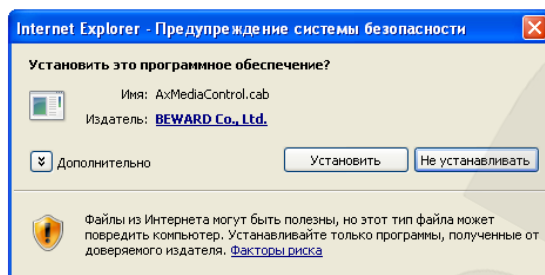 Internet Explorer - Предупреждение системы безопасности
Установить это программное обеспечение?
Имя: AxMediaControl.cab
Издатель: BEWARD Co., Ltd.
Дополнительно
Установить
Не устанавливать
Файлы из Интернета могут быть полезны, но этот тип файла может
повредить компьютер. Устанавливайте только программы, полученные от
доверяемого издателя. Факторы риска